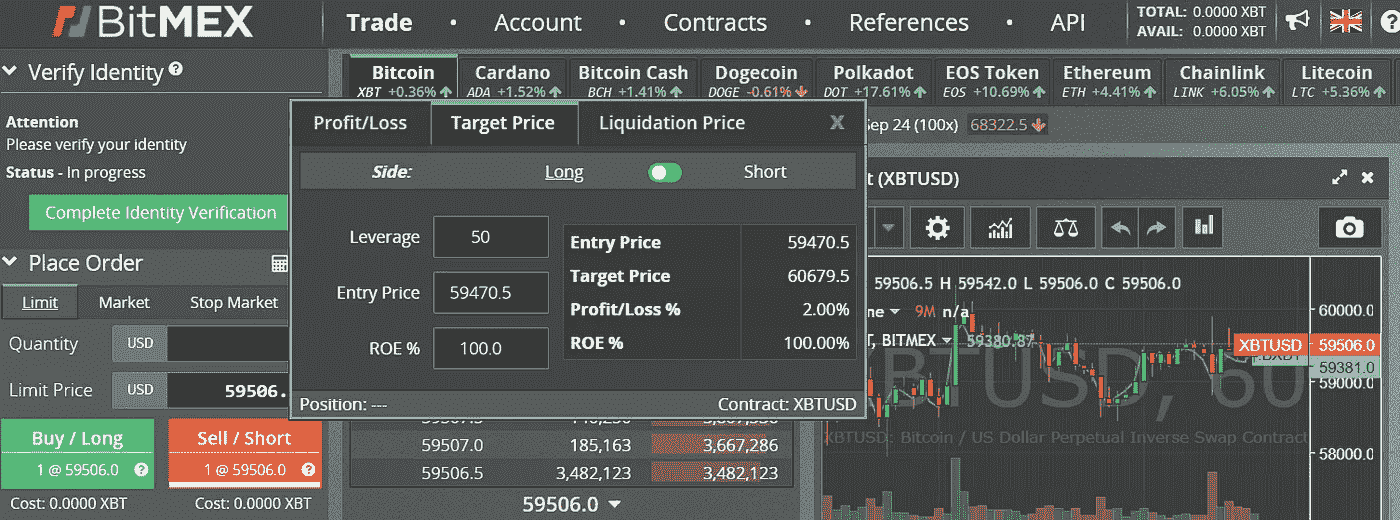 BitMEX
Trade • Account • Contracts • References • API
TOTAL: 0.0000 XBT
AVAIL: 0.0000 XBT
Verify Identity ?
Attention
Please verify your identity
Status - In progress
Complete Identity Verification
Place Order
Limit Market Stop Market
Quantity USD
Limit Price USD 59506.
Buy / Long
1 @ 59506.0 ?
Sell / Short
1 @ 59506.0 ?
Cost: 0.0000 XBT Cost: 0.0000 XBT
Bitcoin Cardano Bitcoin Cash Dogecoin Polkadot EOS Token Ethereum Chainlink Litecoin
XBT +0.36% ADA +1.52% BCH +1.41% DOGE -0.61% DOT +17.61% EOS +10.69% ETH +4.41% LINK +6.05% LTC +5.36%
Sep 24 (100x) 68322.5
Profit/Loss Target Price Liquidation Price X
Side: Long Short
Leverage 50
Entry Price 59470.5
ROE % 100.0
Entry Price 59470.5
Target Price 60679.5
Profit/Loss % 2.00%
ROE % 100.00%
Position: --- Contract: XBTUSD
59507.0 185,163 3,667,286
59506.5 3,482,123 3,482,123
59506.0
t (XBTUSD)
59506.5 H 59542.0 L 59506.0 C 59506.0
me 9M n/a
T, BITMEX 59380.87
XBTUSD, 60
XBTUSD: Bitcoin / US Dollar Perpetual Inverse Swap Contract
60000.0
XBTUSD 59506.0
.BXBT 59381.0
59000.0
58000.0